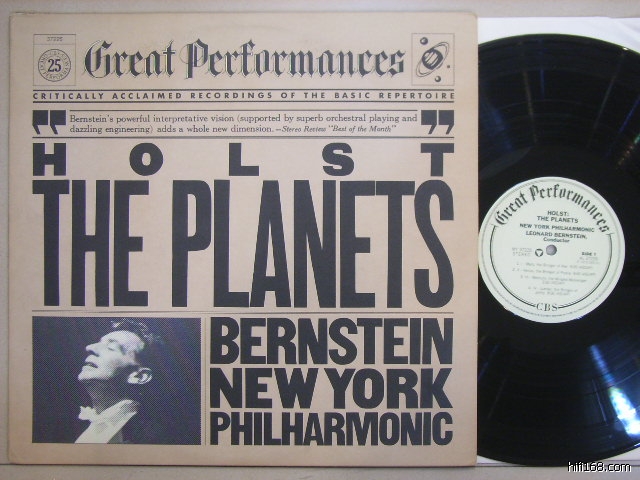 37226
25
Great Performances
CRITICALLY ACCLAIMED RECORDINGS OF THE BASIC REPERTOIRE
" Bernstein's powerful interpretative vision (supported by superb orchestral playing and "
dazzling engineering) adds a whole new dimension. —Stereo Review "Best of the Month"
HOLST
THE PLANETS
BERNSTEIN
NEW YORK
PHILHARMONIC
Great Performances
HOLST:
THE PLANETS
NEW YORK PHILHARMONIC
LEONARD BERNSTEIN,
Conductor
STEREO
SIDE 1
CBS
hifi168.com